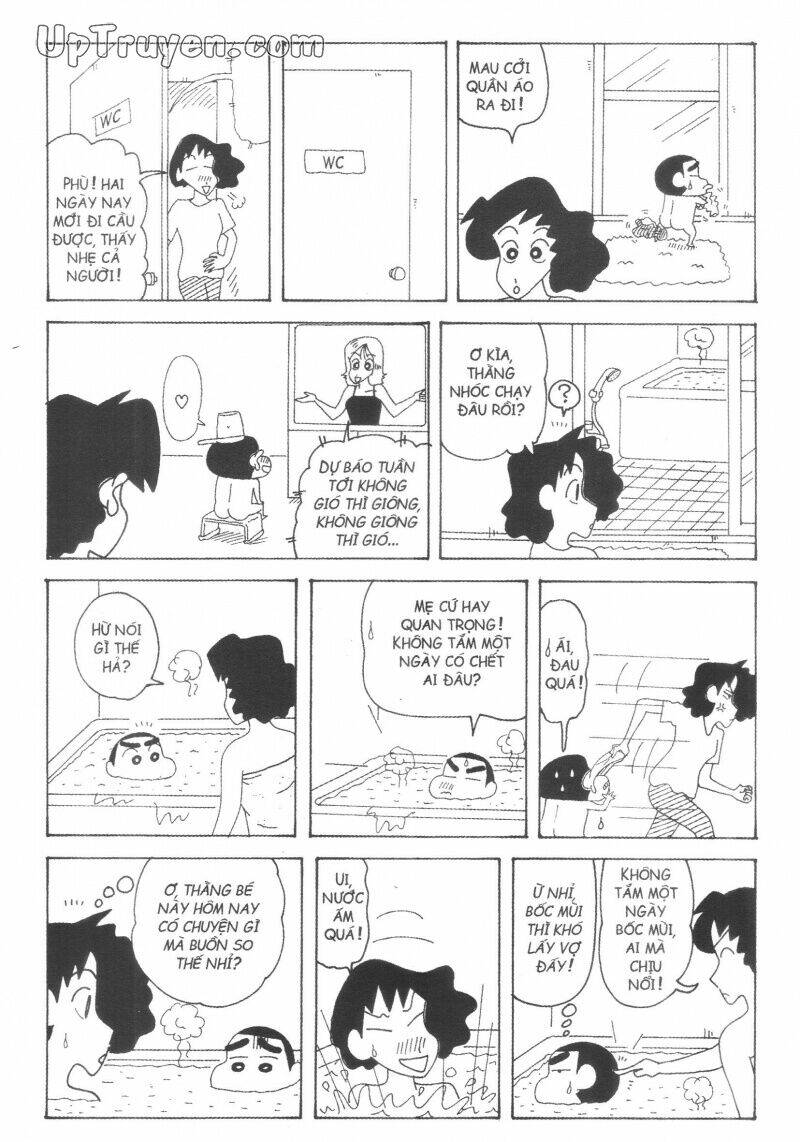 UpTruyen.com
MAU CỞI
QUẦN ÁO
RA ĐI!
WC
WC
PHÙ! HAI
NGÀY NAY
MỚI ĐI CẦU
ĐƯỢC, THẤY
NHẸ CẢ
NGƯỜI!
Ơ KÌA,
THẰNG
NHÓC CHẠY
ĐÂU RỒI?
?
DỰ BÁO TUẦN
TỚI KHÔNG
GIÓ THÌ GIÔNG,
KHÔNG GIÔNG
THÌ GIÓ...
♡
ÁI,
ĐAU
QUÁ!
MẸ CỨ HAY
QUAN TRỌNG!
KHÔNG TẮM MỘT
NGÀY CÓ CHẾT
AI ĐÂU?
HỪ NÓI
GÌ THẾ
HẢ?
KHÔNG
TẮM MỘT
NGÀY
BỐC MÙI,
AI MÀ
CHỊU
NỔI!
Ừ NHỈ,
BỐC MÙI
THÌ KHÓ
LẤY VỢ
ĐẤY!
UI,
NƯỚC
ẤM
QUÁ!
Ơ, THẰNG BÉ
NÀY HÔM NAY
CÓ CHUYỆN GÌ
MÀ BUỒN SO
THẾ NHỈ?